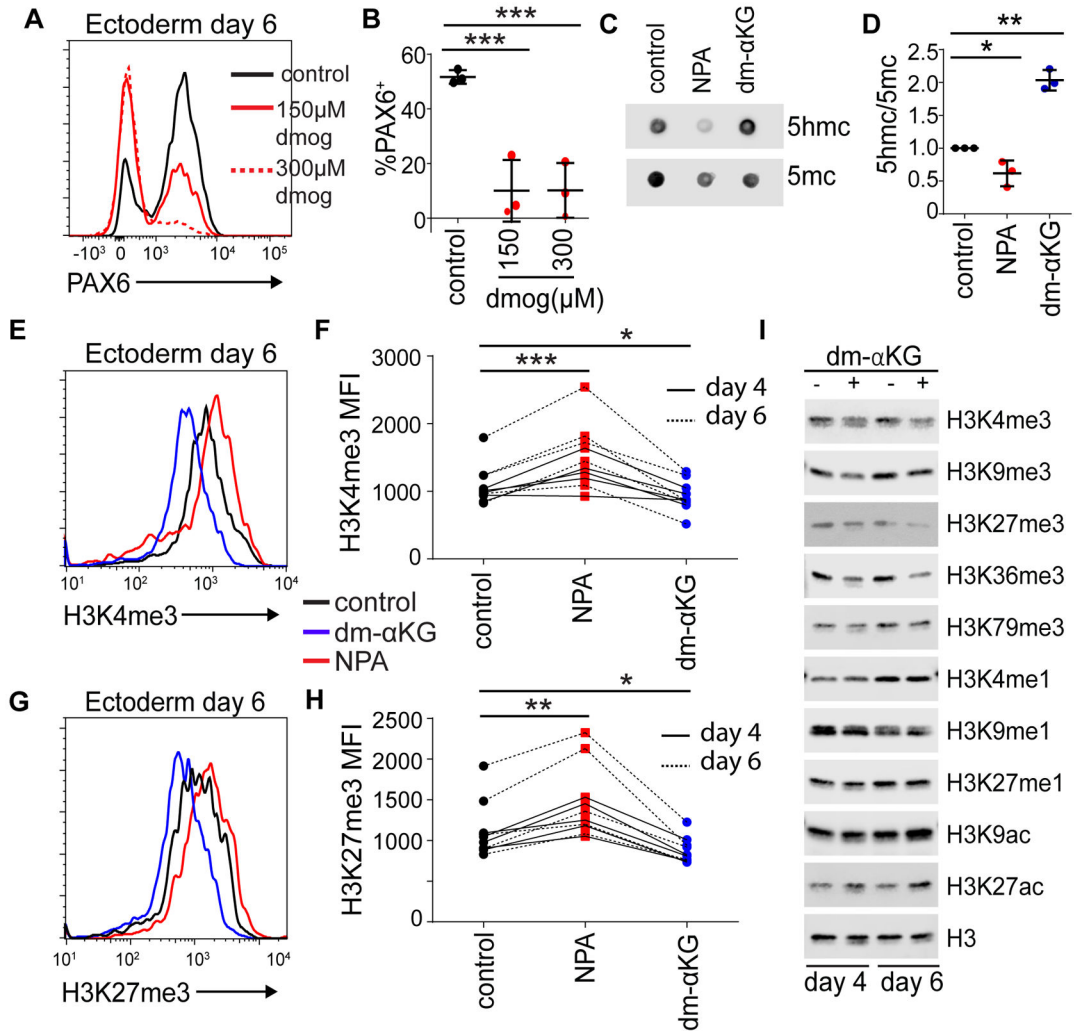 A
Ectoderm day 6
control
150µM
dmog
300µM
dmog
-10³ 0 10³ 10⁴ 10⁵
PAX6
B
***
***
%PAX6⁺
60
40
20
0
control
150
300
dmog(µM)
C
control
NPA
dm-αKG
5hmc
5mc
D
**
*
5hmc/5mc
2.5
2.0
1.5
1.0
0.5
0
control
NPA
dm-αKG
E
Ectoderm day 6
10¹ 10² 10³ 10⁴
H3K4me3
control
dm-αKG
NPA
F
*
***
day 4
day 6
H3K4me3 MFI
3000
2000
1000
0
control
NPA
dm-αKG
G
Ectoderm day 6
10¹ 10² 10³ 10⁴
H3K27me3
H
*
**
day 4
day 6
H3K27me3 MFI
2500
2000
1500
1000
500
0
control
NPA
dm-αKG
I
dm-αKG
- + - +
H3K4me3
H3K9me3
H3K27me3
H3K36me3
H3K79me3
H3K4me1
H3K9me1
H3K27me1
H3K9ac
H3K27ac
H3
day 4 day 6